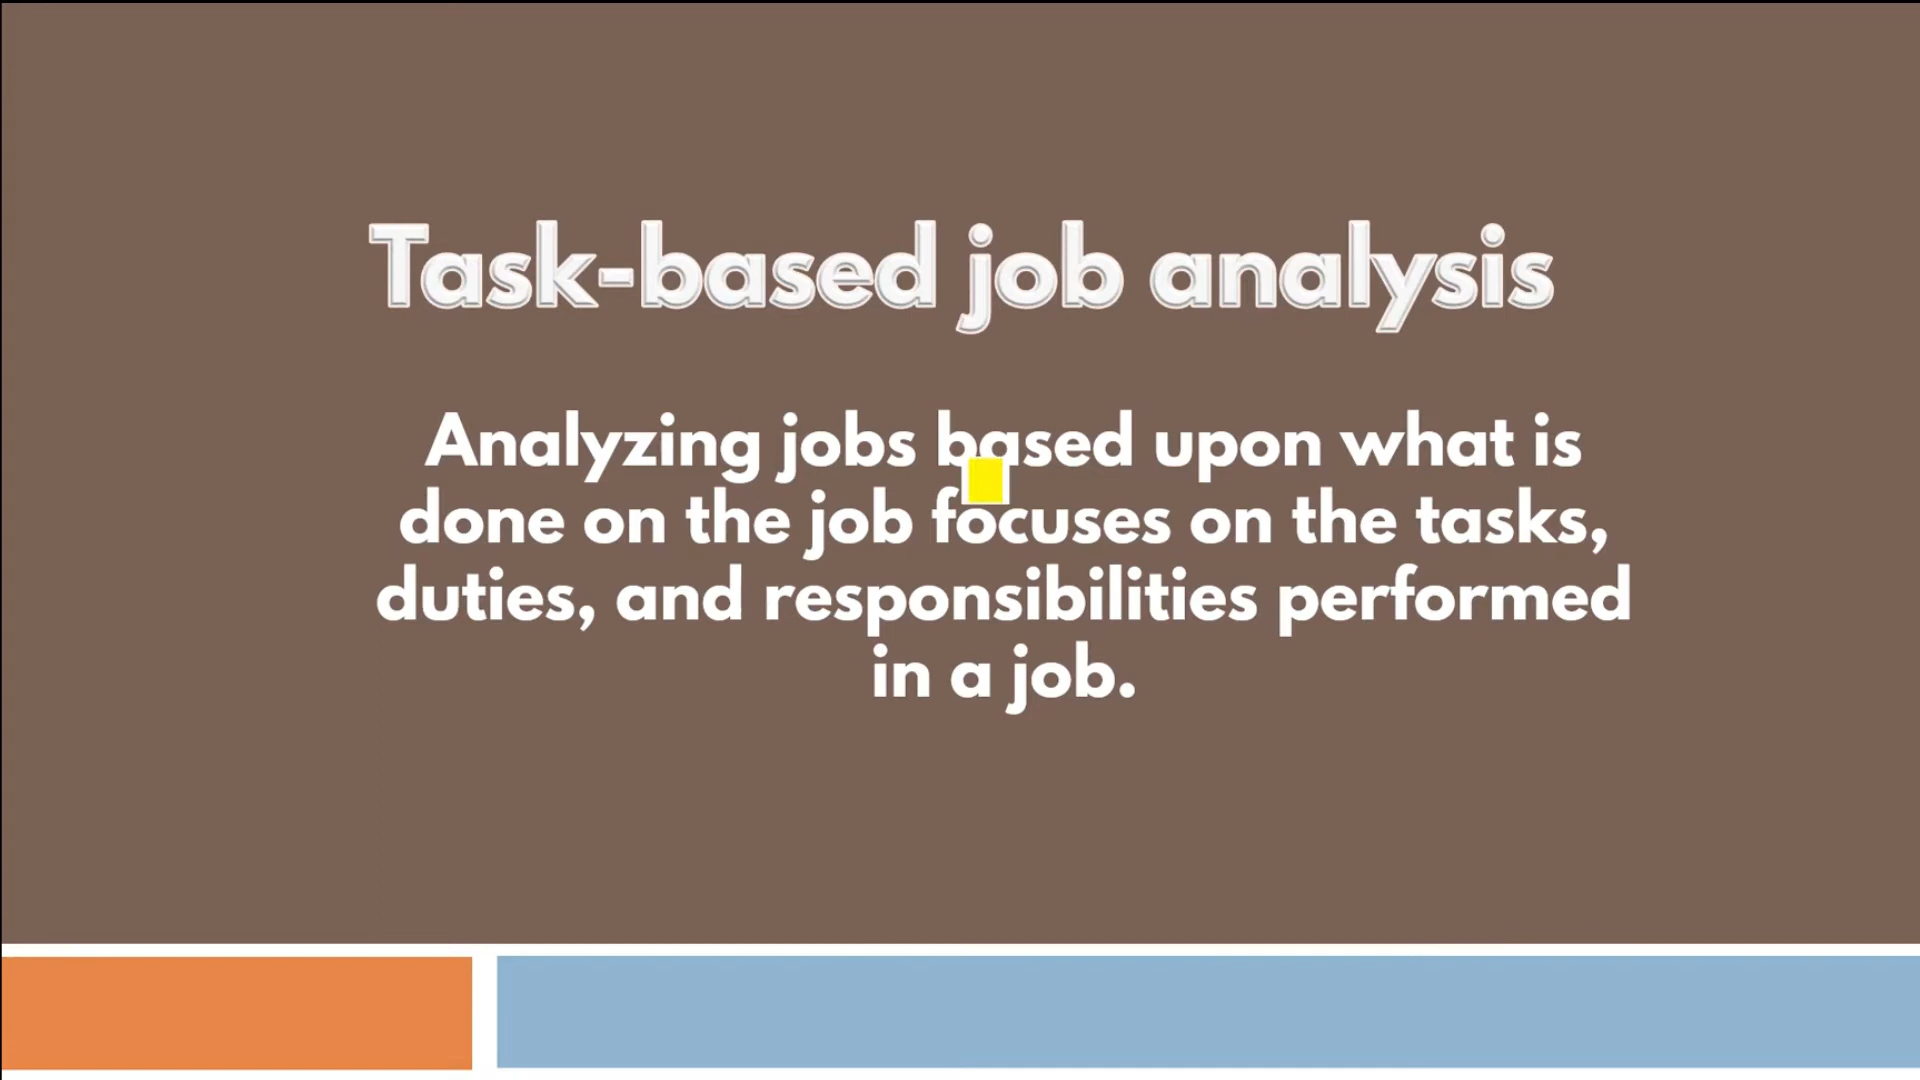 Task-based job analysis
Analyzing jobs based upon what is
done on the job focuses on the tasks,
duties, and responsibilities performed
in a job.